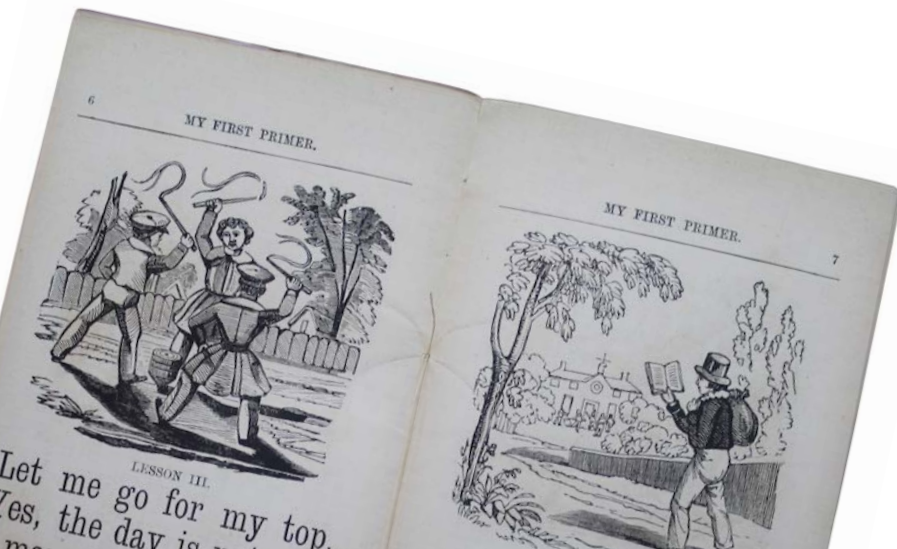 6
MY FIRST PRIMER.
LESSON III.
Let me go for my top.
Yes, the day is
MY FIRST PRIMER.
7